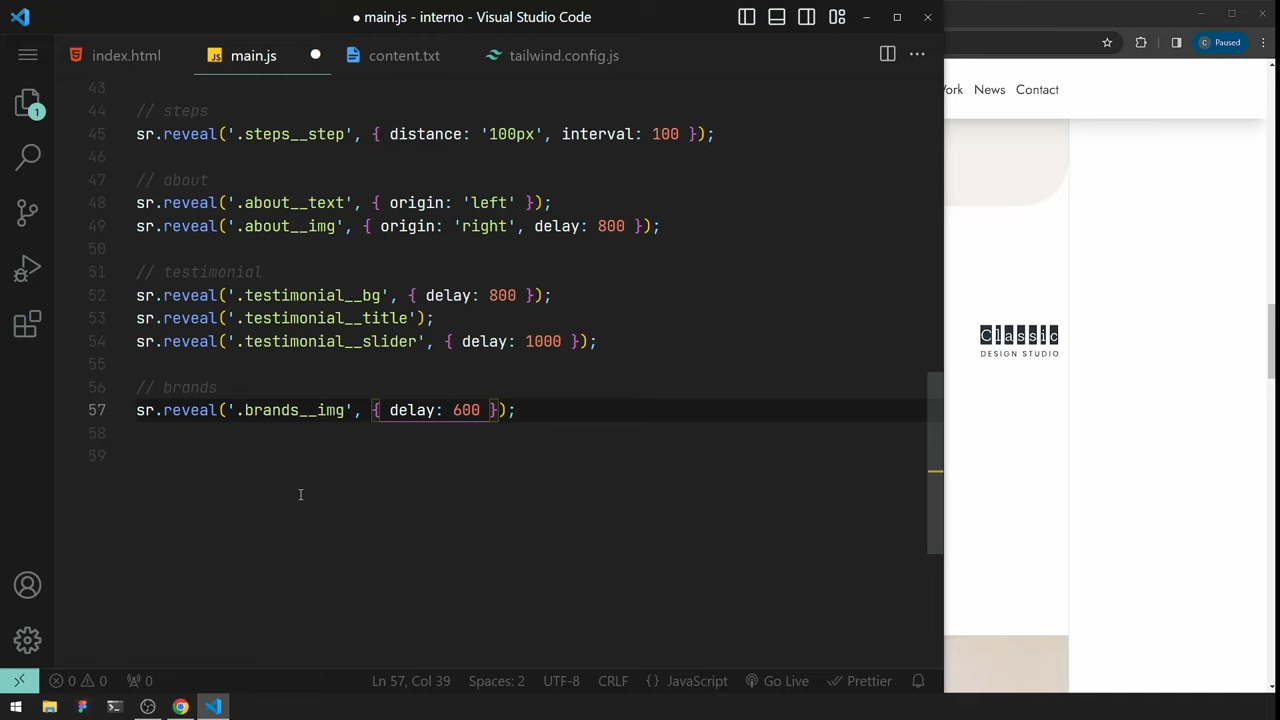 main.js - interno - Visual Studio Code
index.html
main.js
content.txt
tailwind.config.js
Paused
43
44 // steps
45 sr.reveal('.steps__step', { distance: '100px', interval: 100 });
46
47 // about
48 sr.reveal('.about__text', { origin: 'left' });
49 sr.reveal('.about__img', { origin: 'right', delay: 800 });
50
51 // testimonial
52 sr.reveal('.testimonial__bg', { delay: 800 });
53 sr.reveal('.testimonial__title');
54 sr.reveal('.testimonial__slider', { delay: 1000 });
55
56 // brands
57 sr.reveal('.brands__img', { delay: 600 });
58
59
News Contact
Classic
DESIGN STUDIO
1
0 0 0 Ln 57, Col 39 Spaces: 2 UTF-8 CRLF {} JavaScript Go Live Prettier